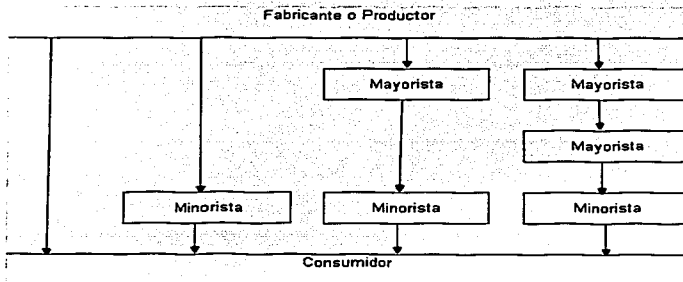 Fabricante o Productor
Mayorista
Mayorista
Mayorista
Minorista
Minorista
Minorista
Consumidor